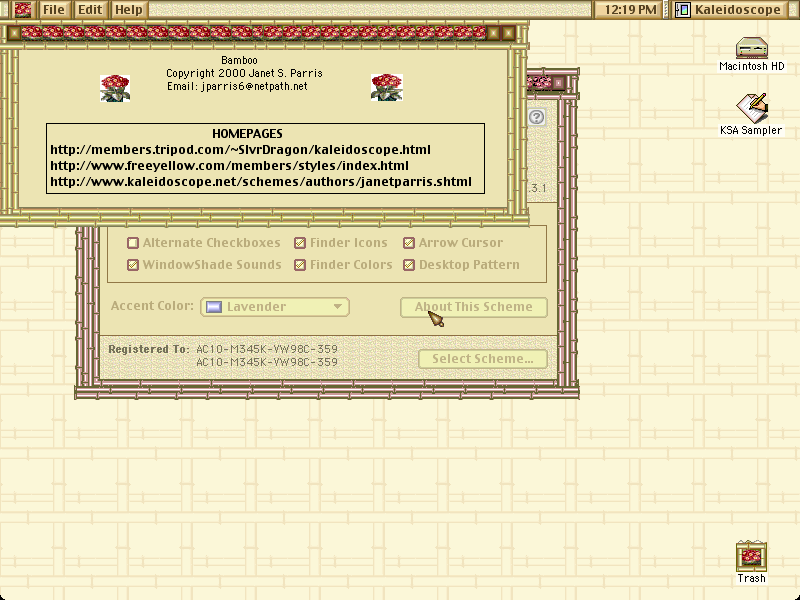 File Edit Help
12:19 PM
Kaleidoscope
Bamboo
Copyright 2000 Janet S. Parris
Email: jparris6@netpath.net
HOMEPAGES
http://members.tripod.com/~SlvrDragon/kaleidoscope.html
http://www.freeyellow.com/members/styles/index.html
http://www.kaleidoscope.net/schemes/authors/janetparris.shtml
Macintosh HD
KSA Sampler
?
.3.1
Alternate Checkboxes Finder Icons Arrow Cursor
WindowShade Sounds Finder Colors Desktop Pattern
Accent Color: Lavender About This Scheme
Registered To: AC10-M345K-VW98C-359
AC10-M345K-VW98C-359
Select Scheme...
Trash